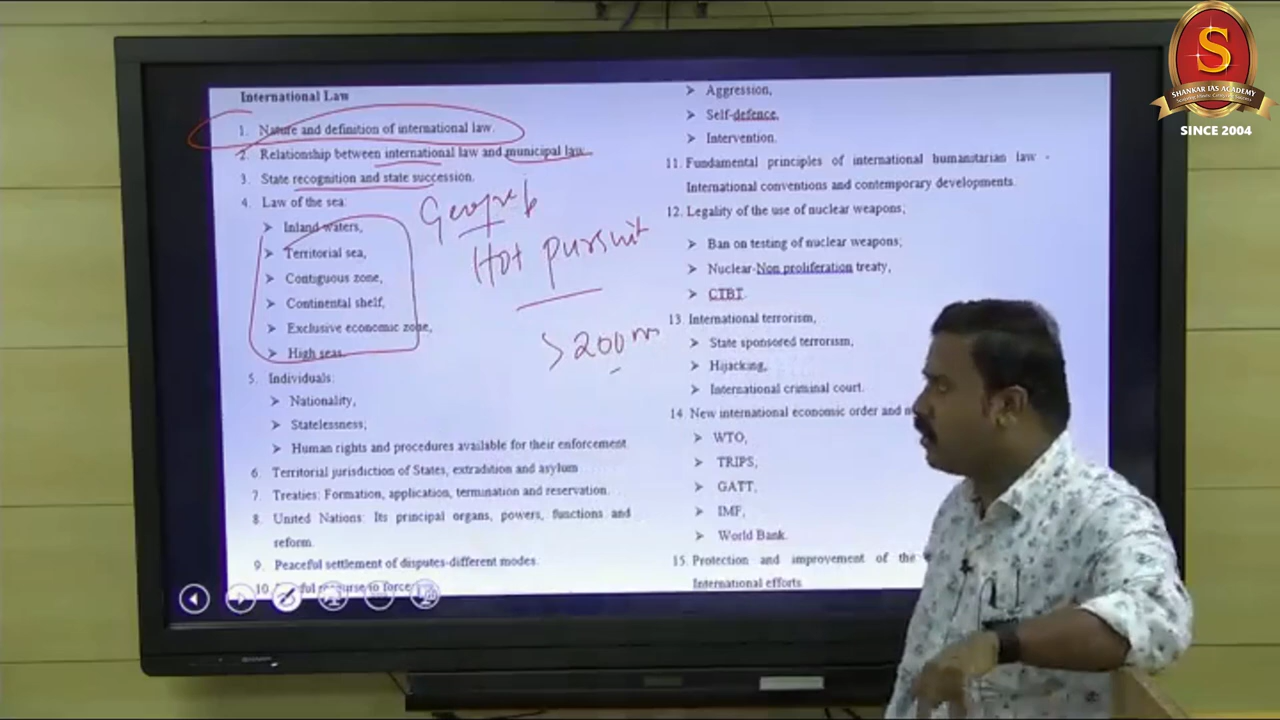 International Law
1. Nature and definition of international law.
2. Relationship between international law and municipal law.
3. State recognition and state succession.
4. Law of the sea:
➤ Inland waters,
➤ Territorial sea,
➤ Contiguous zone,
➤ Continental shelf,
➤ Exclusive economic zone,
➤ High seas.
5. Individuals:
➤ Nationality,
➤ Statelessness;
➤ Human rights and procedures available for their enforcement.
6. Territorial jurisdiction of States, extradition and asylum
7. Treaties: Formation, application, termination and reservation.
8. United Nations: Its principal organs, powers, functions and
reform.
9. Peaceful settlement of disputes-different modes.
10. ful recourse to force:
Hot pursuit
>200m
➤ Aggression,
➤ Self-defence,
➤ Intervention.
11. Fundamental principles of international humanitarian law -
International conventions and contemporary developments.
12. Legality of the use of nuclear weapons;
➤ Ban on testing of nuclear weapons;
➤ Nuclear-Non proliferation treaty,
➤ CTBT.
13. International terrorism,
➤ State sponsored terrorism,
➤ Hijacking,
➤ International criminal court.
14. New international economic order and
➤ WTO,
➤ TRIPS,
➤ GATT,
➤ IMF,
➤ World Bank.
15. Protection and improvement of the
International efforts.
S
SHANKAR IAS ACADEMY
SINCE 2004